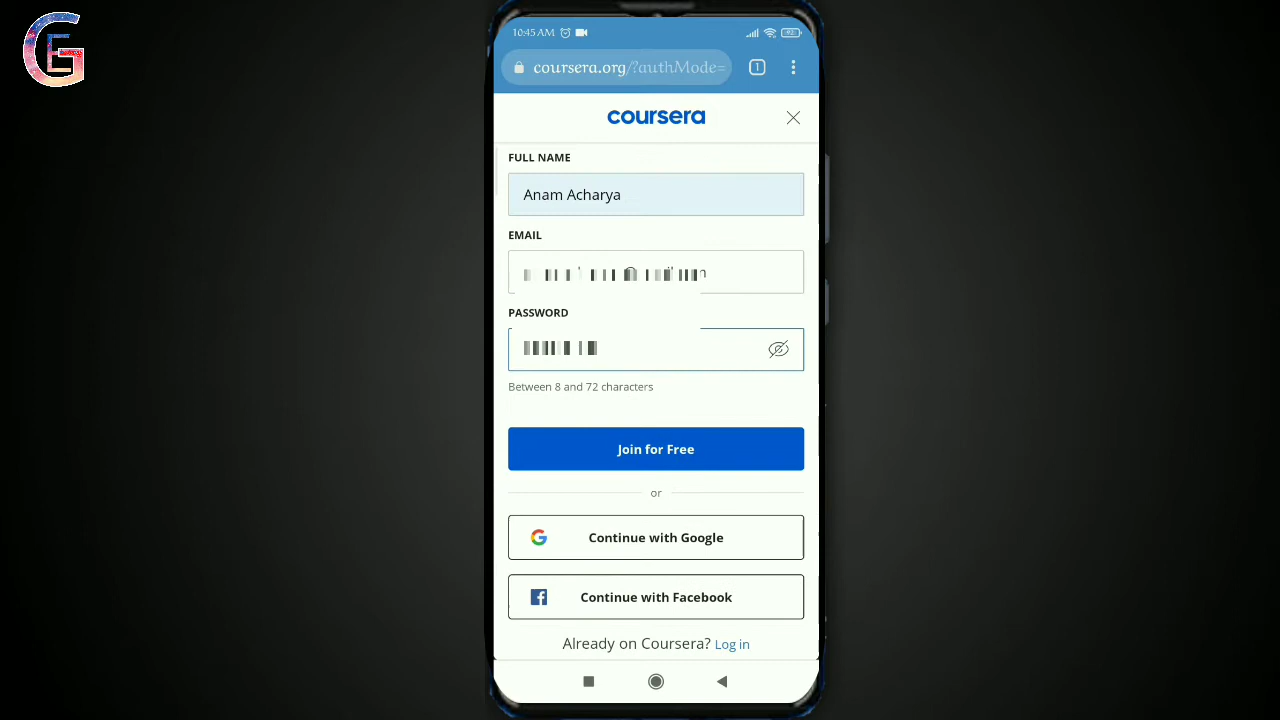 10:45 AM
coursera.org/?authMode=
1
coursera
FULL NAME
Anam Acharya
EMAIL
PASSWORD
Between 8 and 72 characters
Join for Free
or
Continue with Google
Continue with Facebook
Already on Coursera? Log in